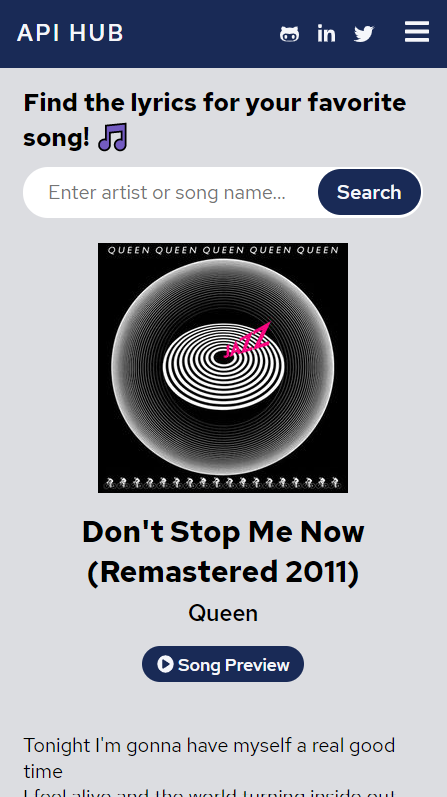 API HUB
Find the lyrics for your favorite
song!
Enter artist or song name...
Search
QUEEN QUEEN QUEEN QUEEN QUEEN
JAZZ
Don't Stop Me Now
(Remastered 2011)
Queen
Song Preview
Tonight I'm gonna have myself a real good
time
I feel alive and the world turning inside out